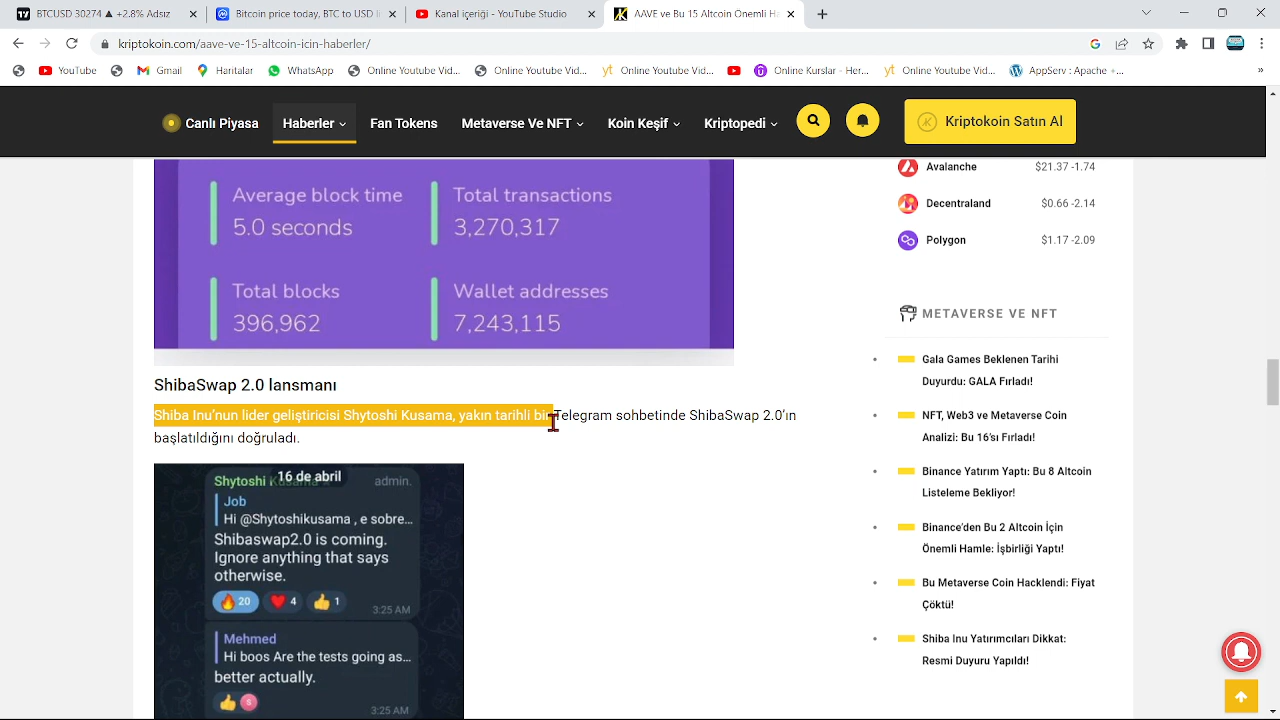 BTCUSD 30274 ▲ +2.8% Altında
Bitcoin price today, BTC to USD l
Kanal içeriği - YouTube Studio
AAVE ve Bu 15 Altcoin Önemli Ha
kriptokoin.com/aave-ve-15-altcoin-icin-haberler/
YouTube
Gmail
Haritalar
WhatsApp
Online Youtube Vid...
Online Youtube Vid...
Online Youtube Vid...
Online Kurslar - Her...
Online Youtube Vid...
AppServ : Apache +...
»
Canlı Piyasa
Haberler
Fan Tokens
Metaverse Ve NFT
Koin Keşif
Kriptopedi
Kriptokoin Satın Al
Average block time
5.0 seconds
Total transactions
3,270,317
Total blocks
396,962
Wallet addresses
7,243,115
ShibaSwap 2.0 lansmanı
Shiba Inu’nun lider geliştiricisi Shytoshi Kusama, yakın tarihli bir Telegram sohbetinde ShibaSwap 2.0’ın
başlatıldığını doğruladı.
16 de abril
Shytoshi Kusama
admin.
Job
Hi @Shytoshikusama , e sobre...
Shibaswap2.0 is coming.
Ignore anything that says
otherwise.
20
4
1
3:25 AM
Mehmed
Hi boos Are the tests going as...
better actually.
3:25 AM
Avalanche $21.37 -1.74
Decentraland $0.66 -2.14
Polygon $1.17 -2.09
METAVERSE VE NFT
Gala Games Beklenen Tarihi
Duyurdu: GALA Fırladı!
NFT, Web3 ve Metaverse Coin
Analizi: Bu 16’sı Fırladı!
Binance Yatırım Yaptı: Bu 8 Altcoin
Listeleme Bekliyor!
Binance’den Bu 2 Altcoin İçin
Önemli Hamle: İşbirliği Yaptı!
Bu Metaverse Coin Hacklendi: Fiyat
Çöktü!
Shiba Inu Yatırımcıları Dikkat:
Resmi Duyuru Yapıldı!